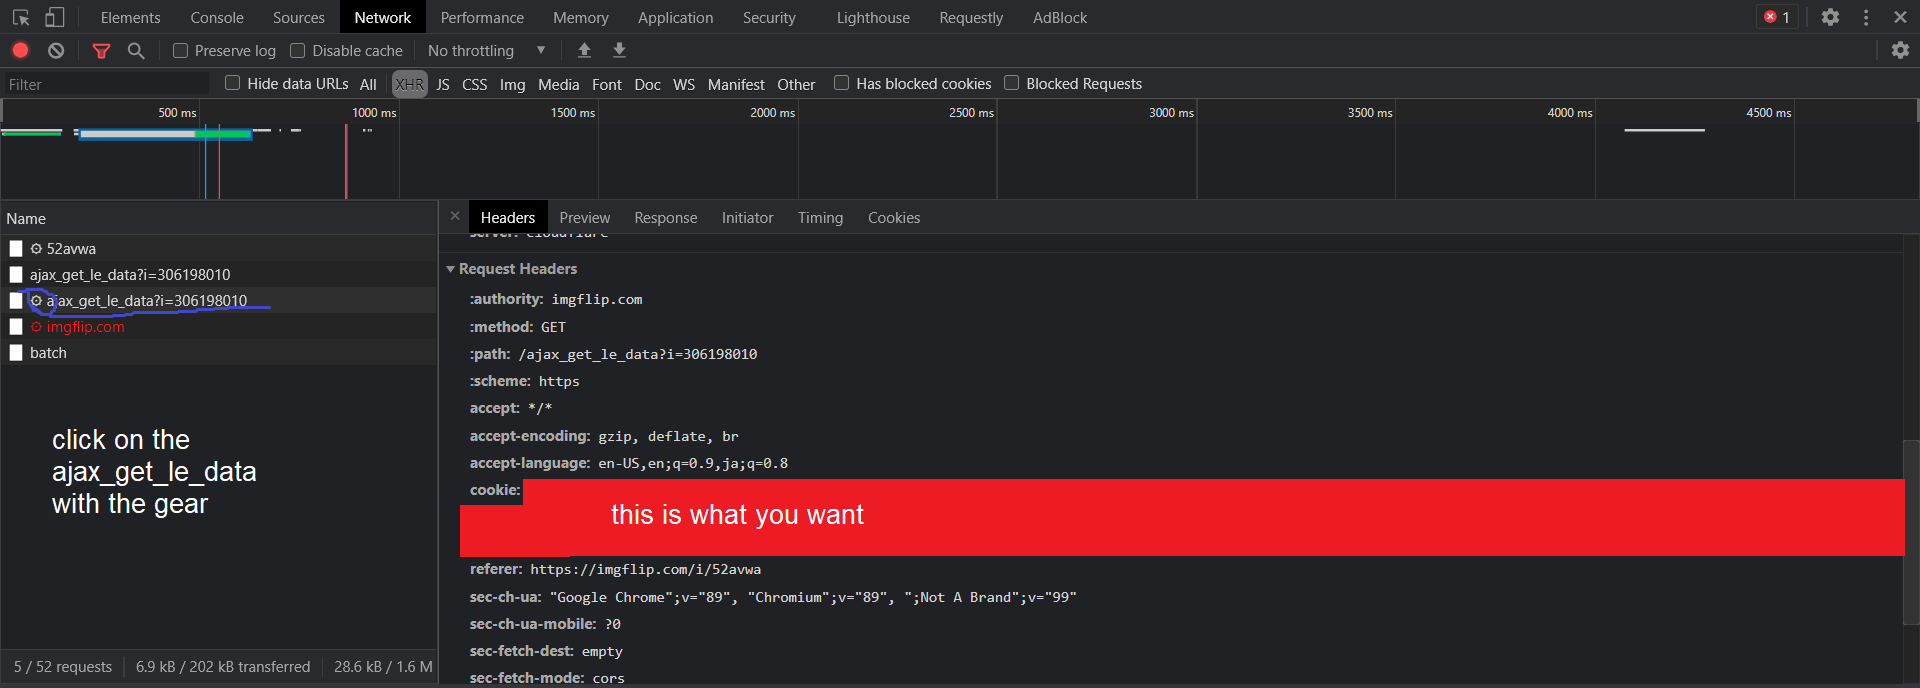 Elements Console Sources Network Performance Memory Application Security Lighthouse Requestly AdBlock 1
Preserve log Disable cache No throttling
Filter Hide data URLs All XHR JS CSS Img Media Font Doc WS Manifest Other Has blocked cookies Blocked Requests
500 ms 1000 ms 1500 ms 2000 ms 2500 ms 3000 ms 3500 ms 4000 ms 4500 ms
Name
52avwa
ajax_get_le_data?i=306198010
ajax_get_le_data?i=306198010
imgflip.com
batch
click on the
ajax_get_le_data
with the gear
5 / 52 requests 6.9 kB / 202 kB transferred 28.6 kB / 1.6 M
Headers Preview Response Initiator Timing Cookies
server: cloudflare
Request Headers
:authority: imgflip.com
:method: GET
:path: /ajax_get_le_data?i=306198010
:scheme: https
accept: */*
accept-encoding: gzip, deflate, br
accept-language: en-US,en;q=0.9,ja;q=0.8
cookie:
this is what you want
referer: https://imgflip.com/i/52avwa
sec-ch-ua: "Google Chrome";v="89", "Chromium";v="89", ";Not A Brand";v="99"
sec-ch-ua-mobile: ?0
sec-fetch-dest: empty
sec-fetch-mode: cors